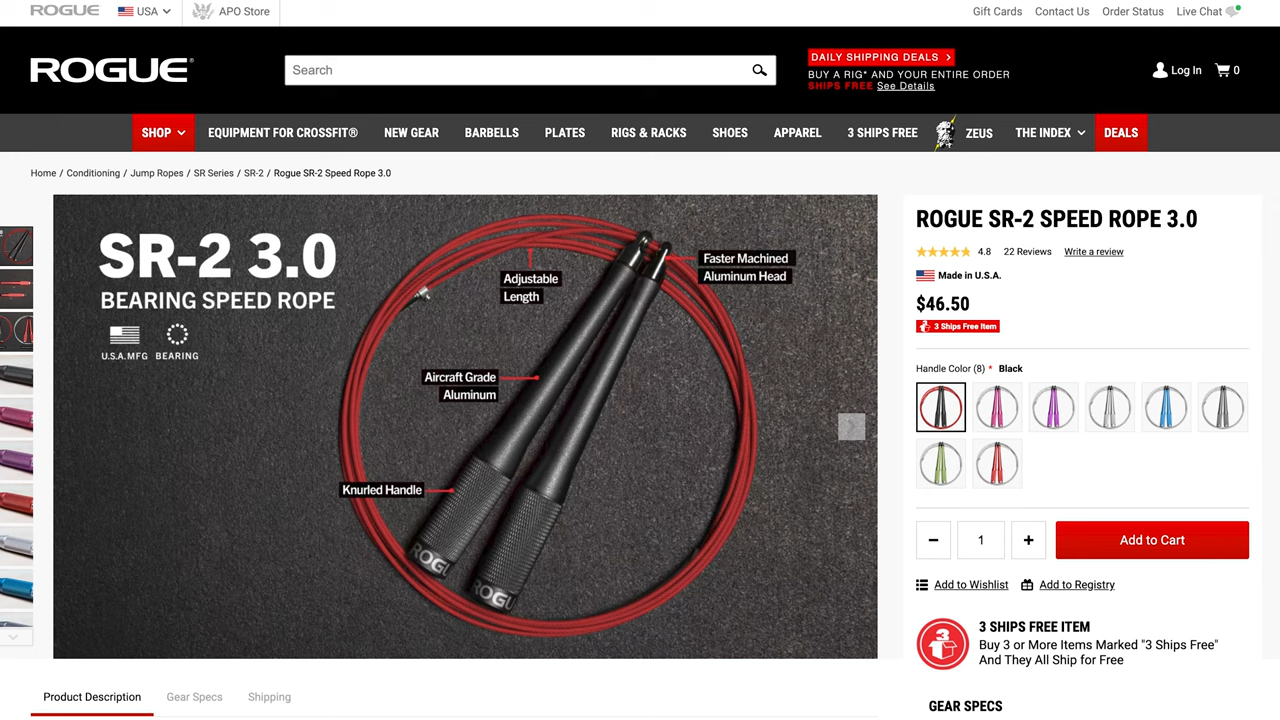 ROGUE USA APO Store Gift Cards Contact Us Order Status Live Chat
ROGUE
Search
DAILY SHIPPING DEALS >
BUY A RIG* AND YOUR ENTIRE ORDER
SHIPS FREE See Details
Log In 0
SHOP EQUIPMENT FOR CROSSFIT® NEW GEAR BARBELLS PLATES RIGS & RACKS SHOES APPAREL 3 SHIPS FREE ZEUS THE INDEX DEALS
Home / Conditioning / Jump Ropes / SR Series / SR-2 / Rogue SR-2 Speed Rope 3.0
SR-2 3.0
BEARING SPEED ROPE
U.S.A.MFG BEARING
Adjustable
Length
Faster Machined
Aluminum Head
Aircraft Grade
Aluminum
Knurled Handle
ROGU
ROGU
ROGUE SR-2 SPEED ROPE 3.0
4.8 22 Reviews Write a review
Made in U.S.A.
$46.50
3 Ships Free Item
Handle Color (8) * Black
− 1 + Add to Cart
Add to Wishlist Add to Registry
3
3 SHIPS FREE ITEM
Buy 3 or More Items Marked "3 Ships Free"
And They All Ship for Free
Product Description Gear Specs Shipping
GEAR SPECS